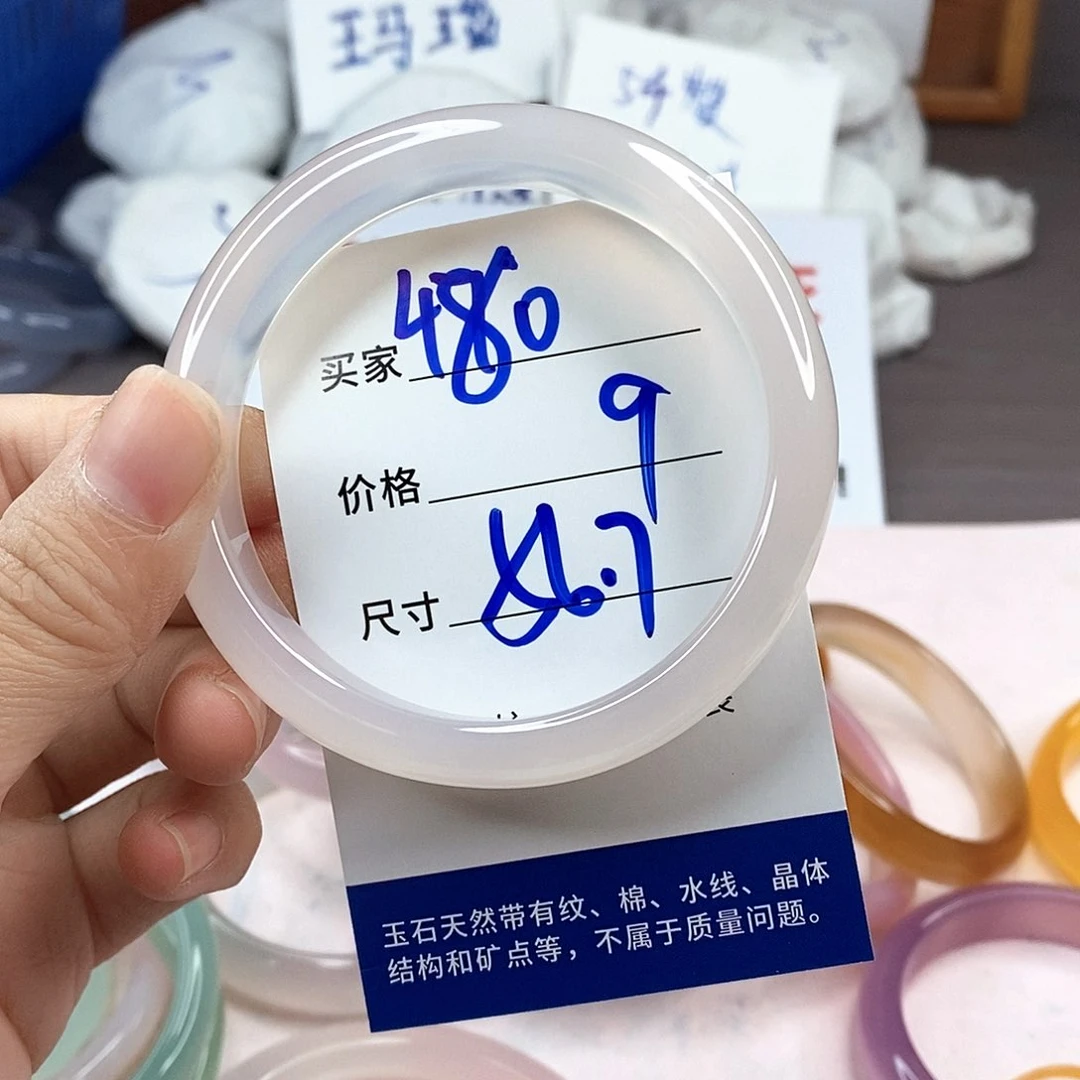 玛瑙
买家 480
价格 9
尺寸 56.7
玉石天然带有纹、棉、水线、晶体
结构和矿点等，不属于质量问题。